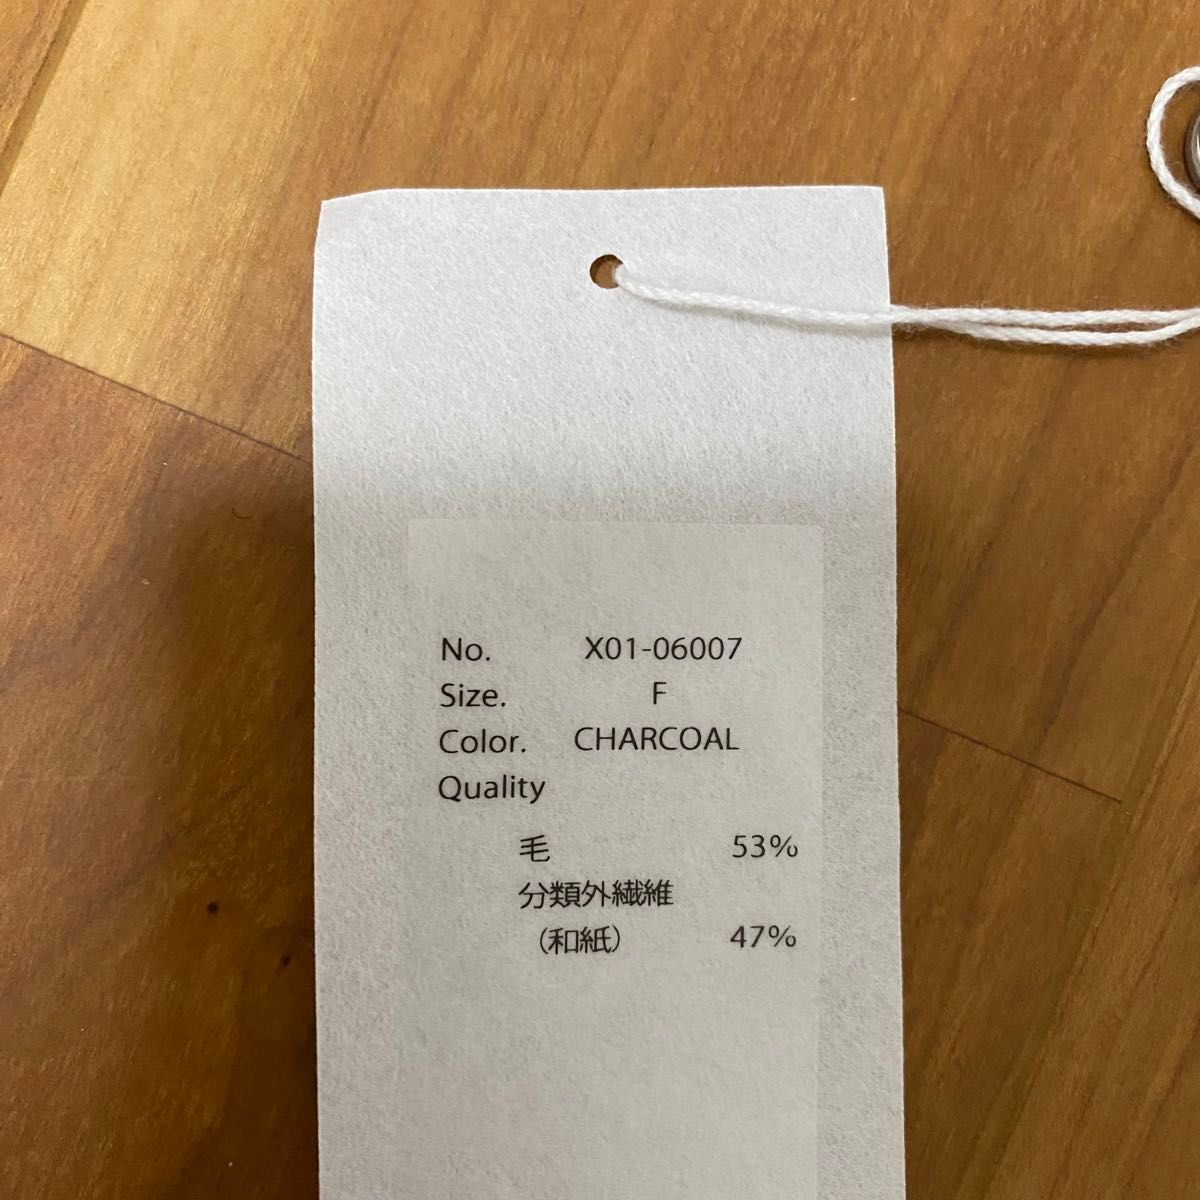 No. X01-06007
Size. F
Color. CHARCOAL
Quality
毛 53%
分類外繊維
(和紙) 47%